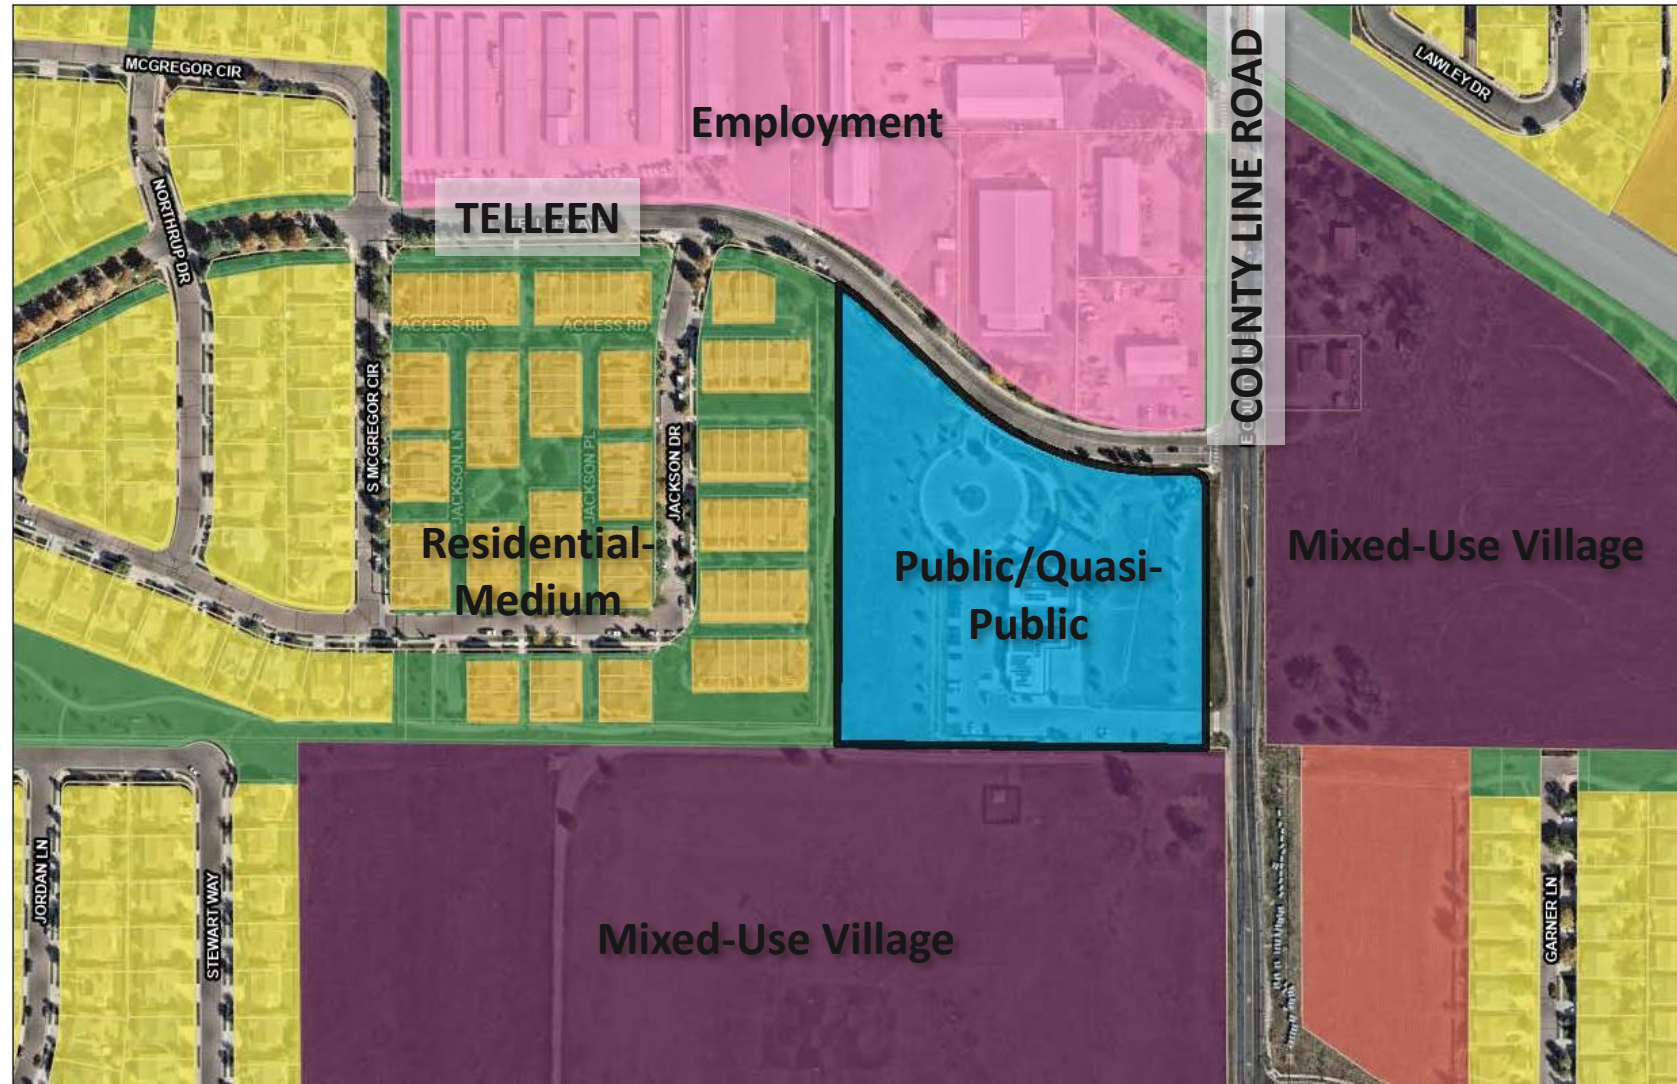 MCGREGOR CIR
LAWLEY DR
Employment
COUNTY LINE ROAD
NORTHRUP DR
TELLEEN
ACCESS RD
ACCESS RD
S MCGREGOR CIR
JACKSON LN
JACKSON PL
JACKSON DR
Residential-
Medium
Public/Quasi-
Public
Mixed-Use Village
Mixed-Use Village
JORDAN LN
STEWART WAY
GARNER LN